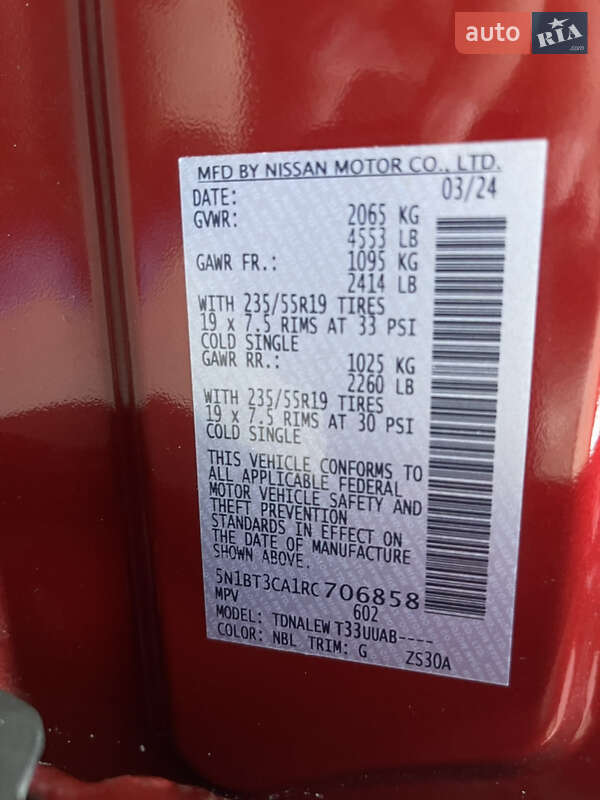 auto RIA.com
MFD BY NISSAN MOTOR CO., LTD.
DATE: 03/24
GVWR: 2065 KG
4553 LB
GAWR FR.: 1095 KG
2414 LB
WITH 235/55R19 TIRES
19 x 7.5 RIMS AT 33 PSI
COLD SINGLE
GAWR RR.: 1025 KG
2260 LB
WITH 235/55R19 TIRES
19 x 7.5 RIMS AT 30 PSI
COLD SINGLE
THIS VEHICLE CONFORMS TO
ALL APPLICABLE FEDERAL
MOTOR VEHICLE SAFETY AND
THEFT PREVENTION
STANDARDS IN EFFECT ON
THE DATE OF MANUFACTURE
SHOWN ABOVE.
5N1BT3CA1RC706858
MPV 602
MODEL: TDNALEW T33UUAB----
COLOR: NBL TRIM: G ZS30A